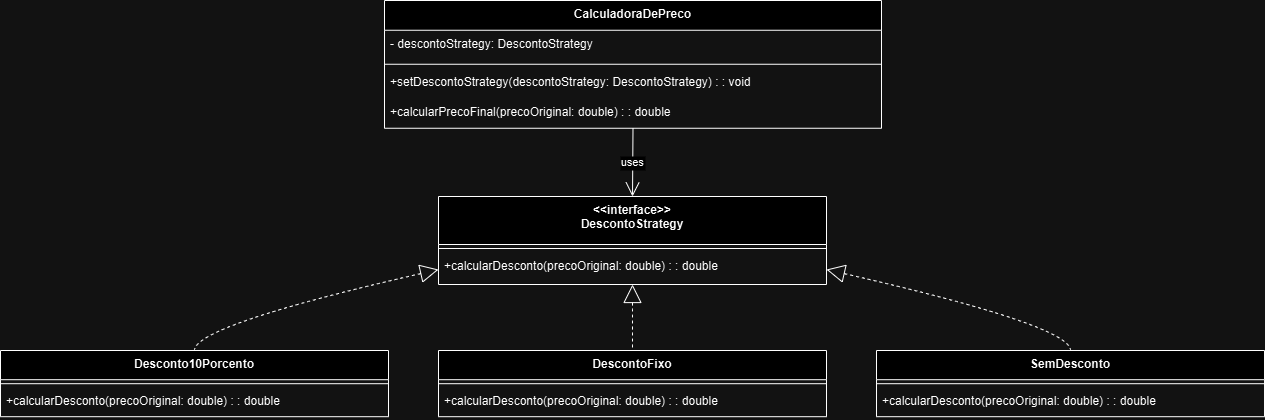 CalculadoraDePreco
- descontoStrategy: DescontoStrategy
+setDescontoStrategy(descontoStrategy: DescontoStrategy) : : void
+calcularPrecoFinal(precoOriginal: double) : : double
uses
<<interface>>
DescontoStrategy
+calcularDesconto(precoOriginal: double) : : double
Desconto10Porcento
+calcularDesconto(precoOriginal: double) : : double
DescontoFixo
+calcularDesconto(precoOriginal: double) : : double
SemDesconto
+calcularDesconto(precoOriginal: double) : : double